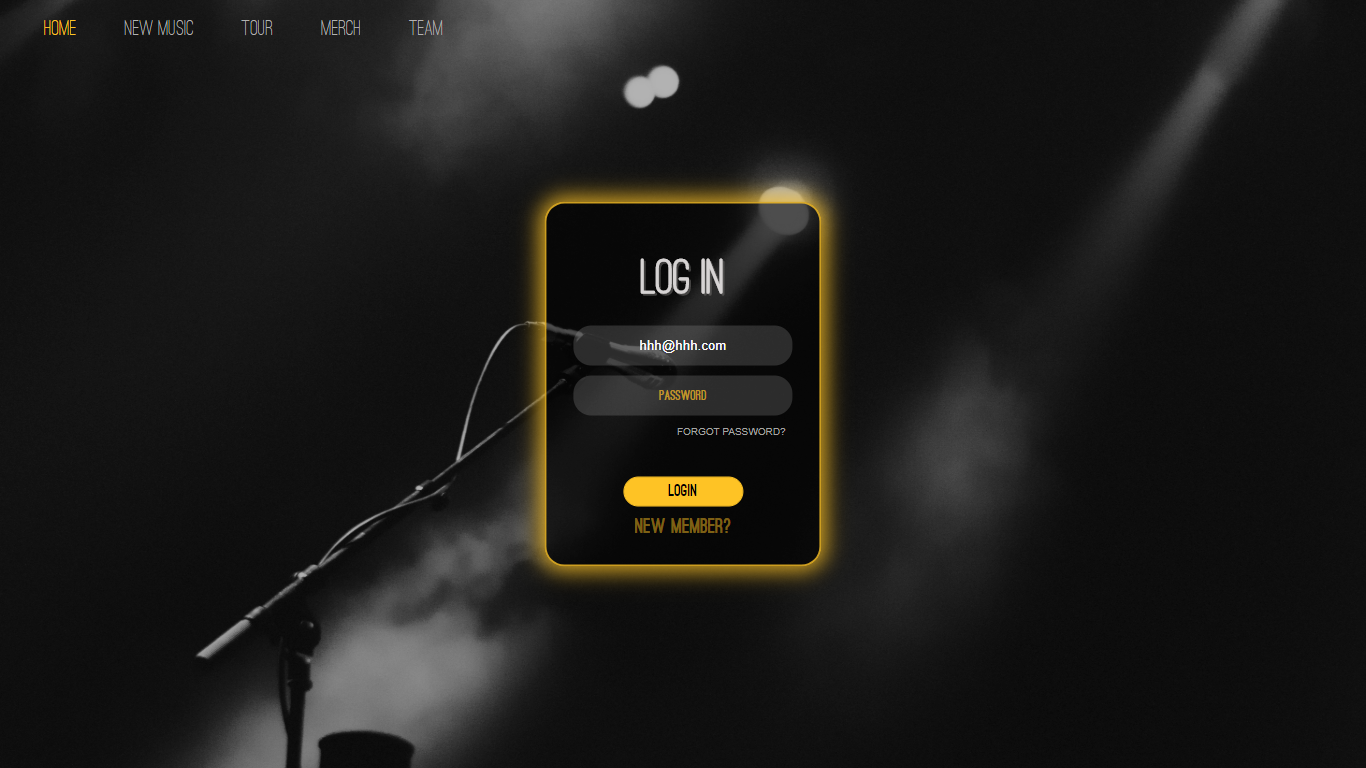 HOME NEW MUSIC TOUR MERCH TEAM
LOG IN
hhh@hhh.com
PASSWORD
FORGOT PASSWORD?
LOGIN
NEW MEMBER?